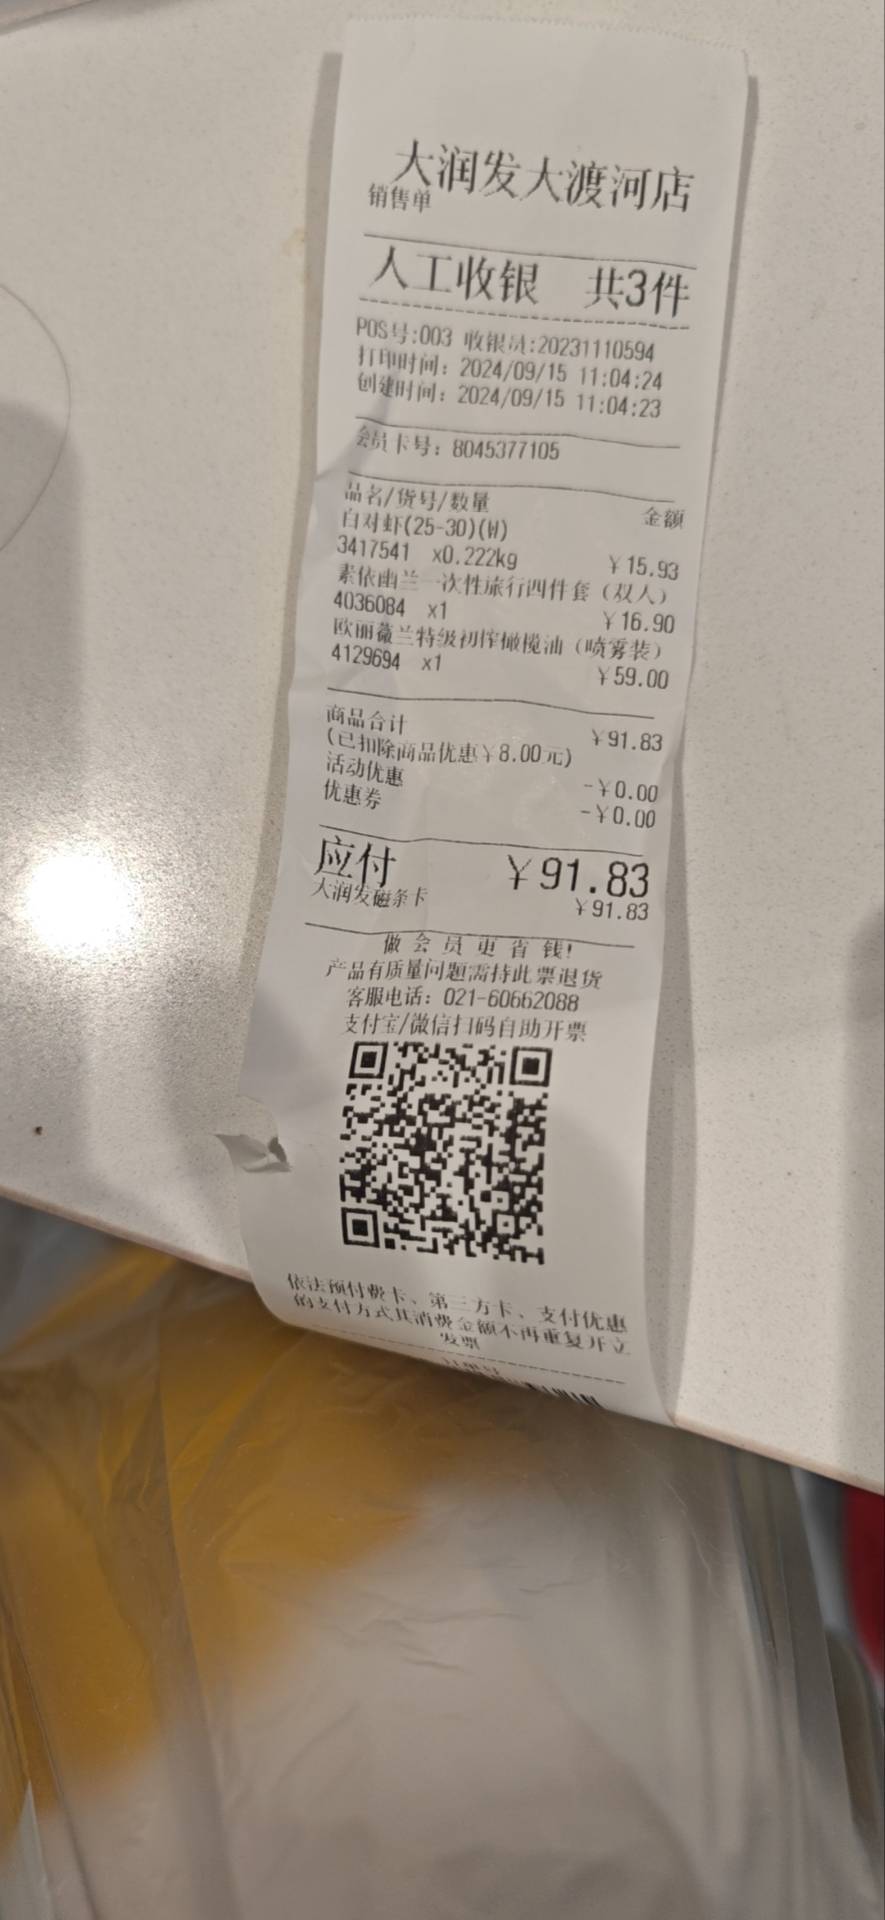 大润发大渡河店
销售单
人工收银 共3件
POS号:003 收银员:20231110594
打印时间：2024/09/15 11:04:24
创建时间：2024/09/15 11:04:23
会员卡号：8045377105
品名/货号/数量 金额
白对虾(25-30)(W)
3417541 x0.222kg ￥15.93
素依幽兰一次性旅行四件套（双人）
4036084 x1 ￥16.90
欧丽薇兰特级初榨橄榄油（喷雾装）
4129694 x1 ￥59.00
商品合计 ￥91.83
(已扣除商品优惠￥8.00元)
活动优惠 -￥0.00
优惠券 -￥0.00
应付 ￥91.83
大润发磁条卡 ￥91.83
做会员更省钱!
产品有质量问题需持此票退货
客服电话：021-60662088
支付宝/微信扫码自助开票
依法预付费卡、第三方卡、支付优惠
的支付方式其消费金额不再重复开立
发票